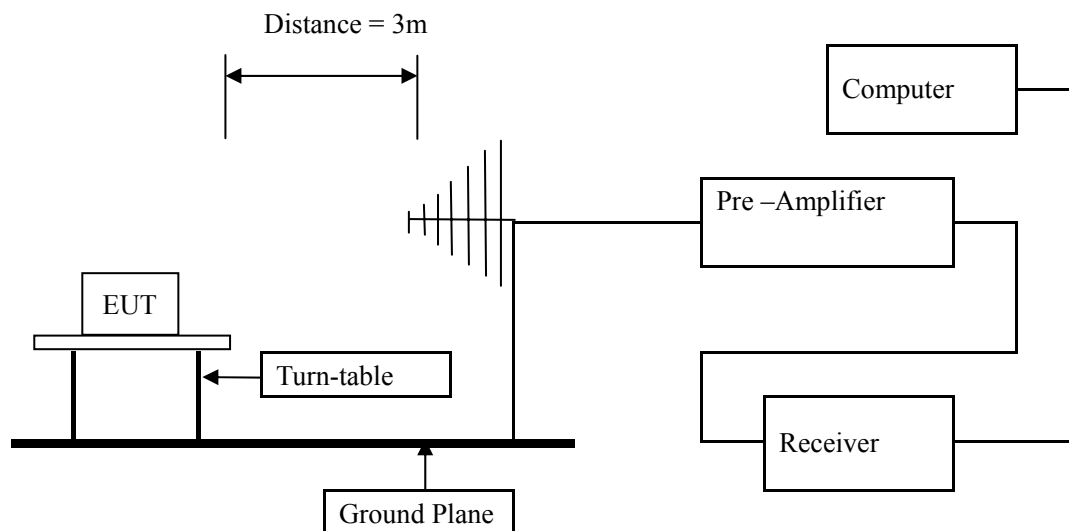 Distance = 3m
Computer
Pre –Amplifier
EUT
Turn-table
Receiver
Ground Plane